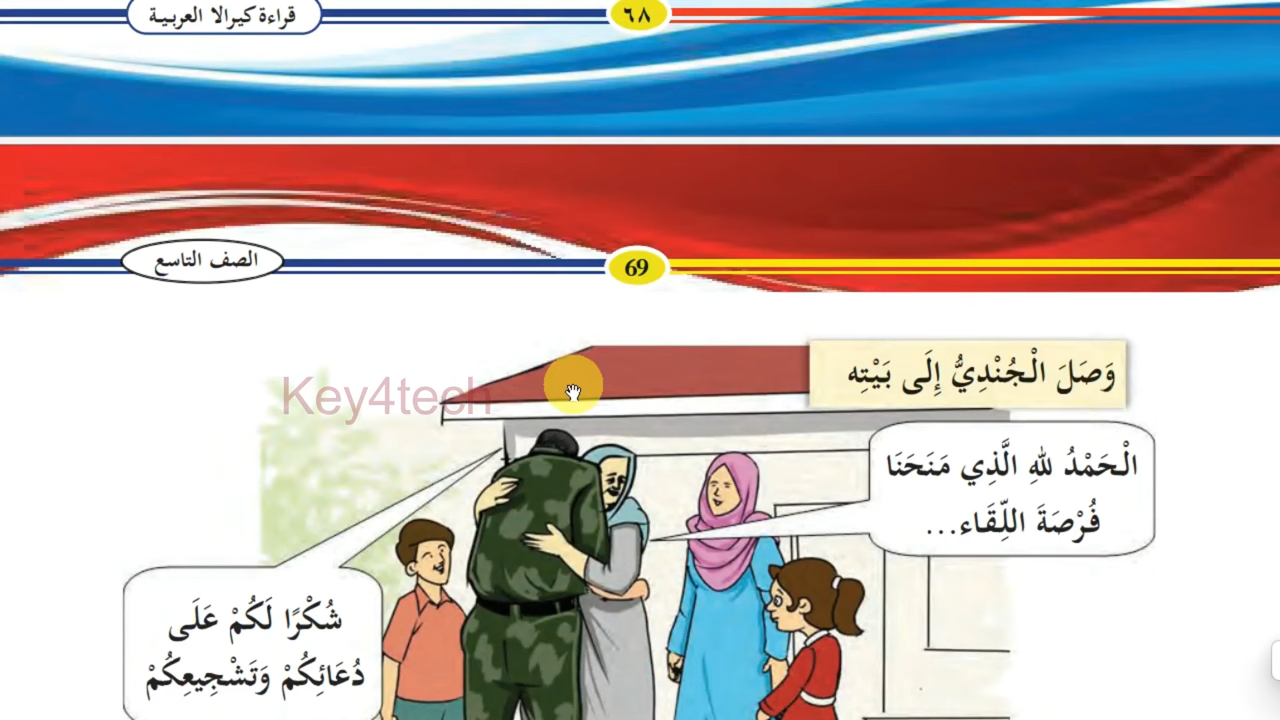 قراءة كيرالا العربية
٦٨
الصف التاسع
69
وَصَلَ الْجُنْدِيُّ إِلَى بَيْتِه
Key4tech
الْحَمْدُ للهِ الَّذِي مَنَحَنَا
فُرْصَةَ اللِّقَاء...
شُكْرًا لَكُمْ عَلَى
دُعَائِكُمْ وَتَشْجِيعِكُمْ